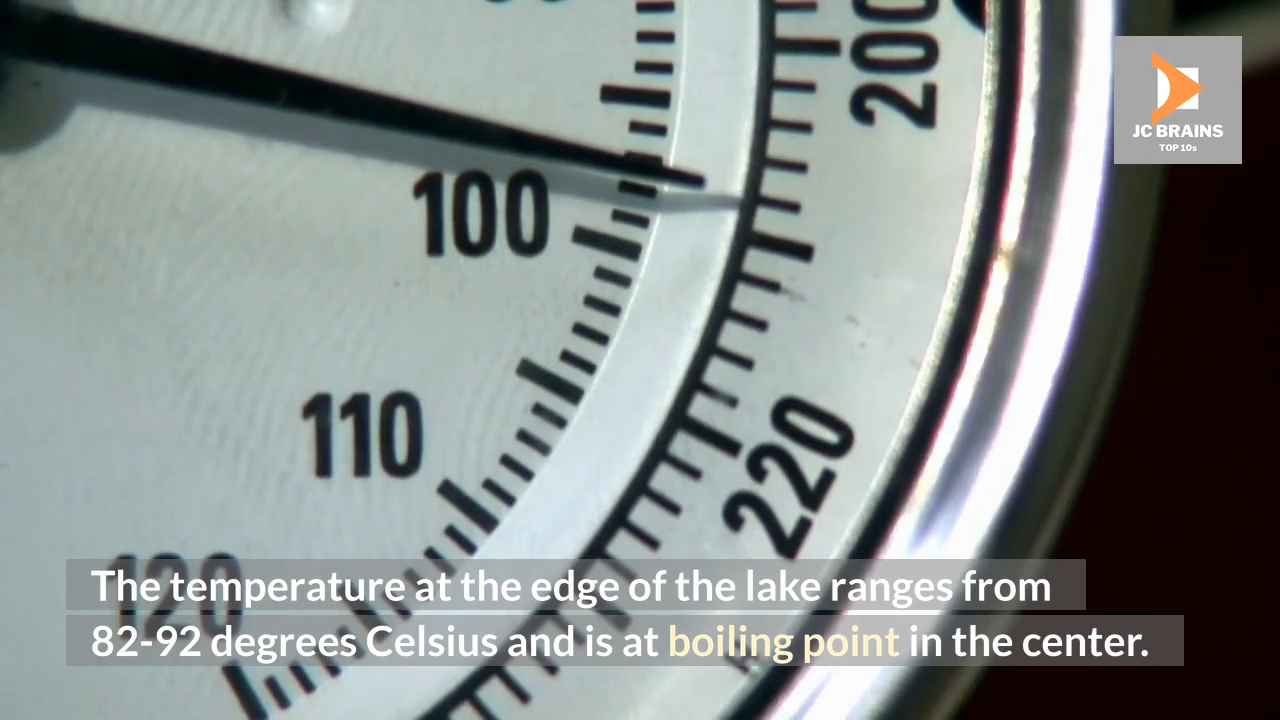 200
JC BRAINS
TOP 10s
100
110
220
120
The temperature at the edge of the lake ranges from
82-92 degrees Celsius and is at boiling point in the center.